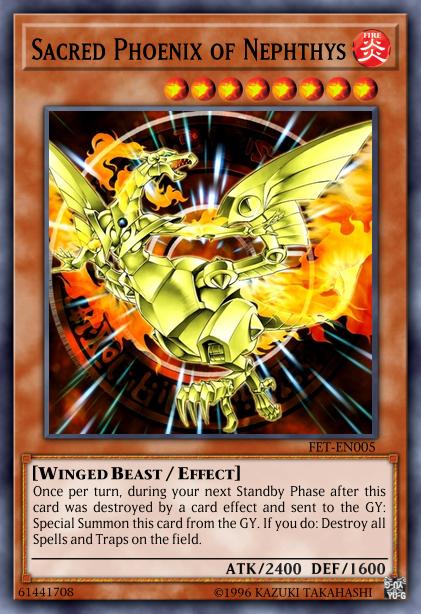 Sacred Phoenix of Nephthys
FIRE
炎
FET-EN005
[Winged Beast / Effect]
Once per turn, during your next Standby Phase after this
card was destroyed by a card effect and sent to the GY:
Special Summon this card from the GY. If you do: Destroy all
Spells and Traps on the field.
ATK/2400 DEF/1600
61441708
©1996 KAZUKI TAKAHASHI